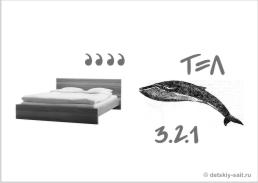 ,,,, Т=Л
3.2.1
© detskiy-sait.ru